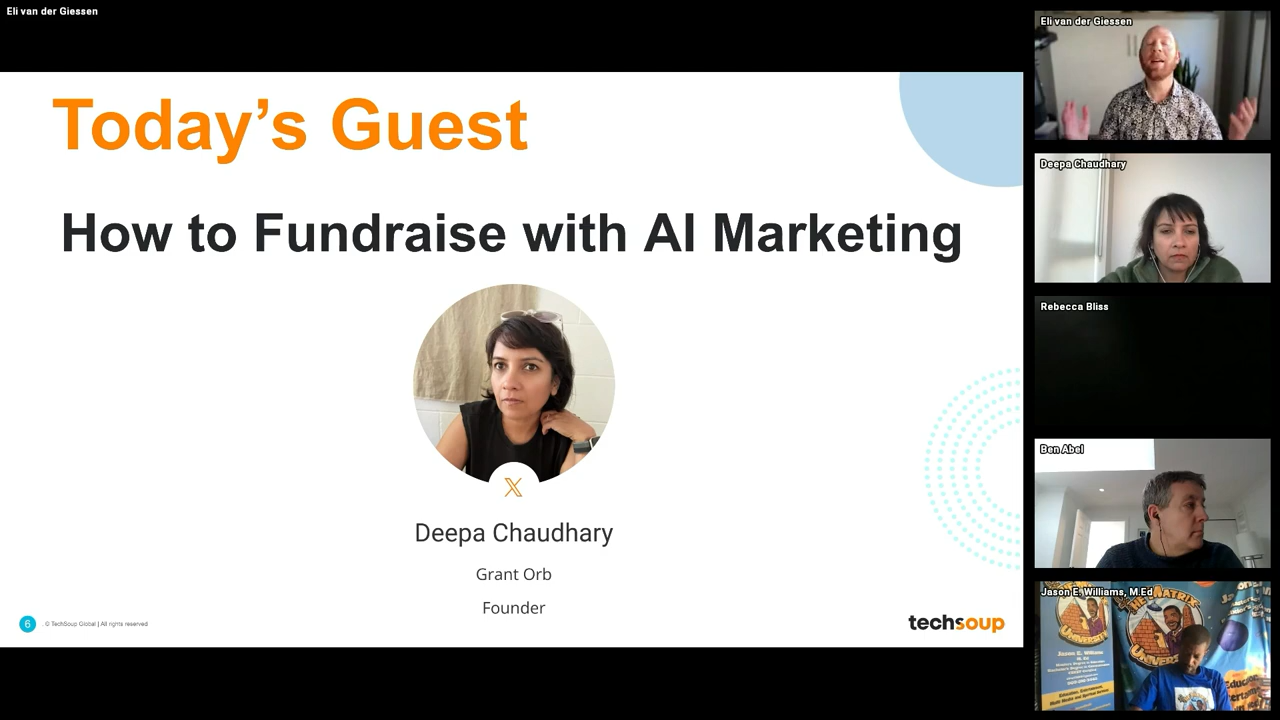 Eli van der Giessen
Today's Guest
How to Fundraise with AI Marketing
Deepa Chaudhary
Grant Orb
Founder
6
© TechSoup Global | All rights reserved
techsoup
Eli van der Giessen
Deepa Chaudhary
Rebecca Bliss
Ben Abel
Jason E. Williams, M.Ed